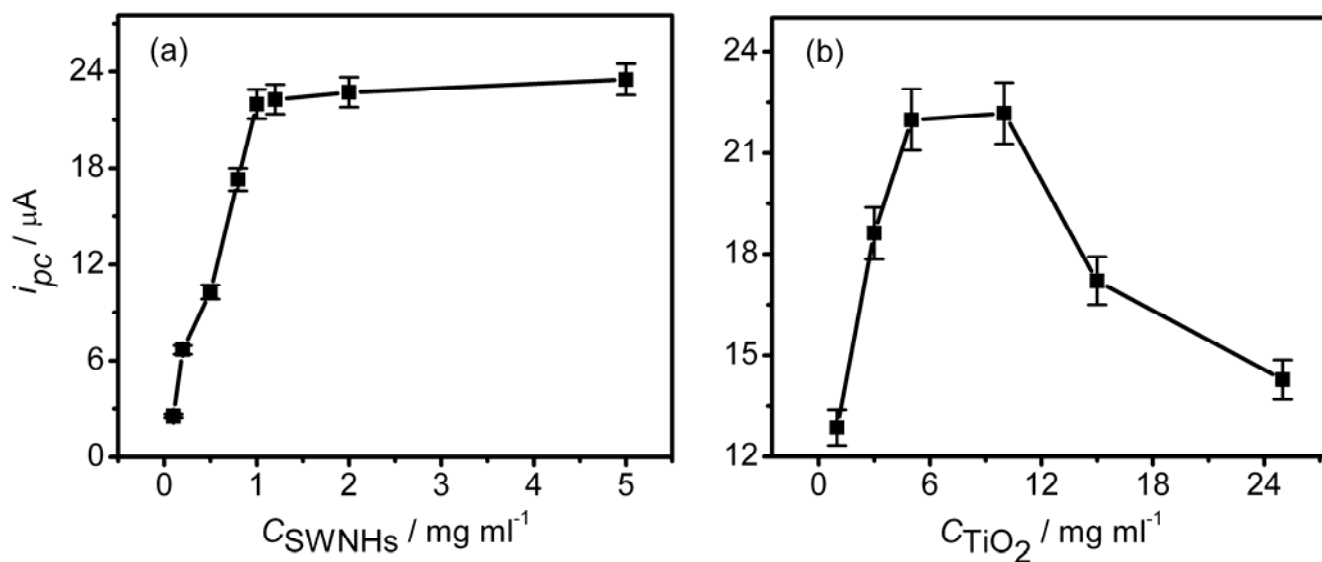 (a)
24
18
12
6
0
i_pc / μA
0 1 2 3 4 5
C_SWNHs / mg ml⁻¹
(b)
24
21
18
15
12
0 6 12 18 24
C_TiO₂ / mg ml⁻¹